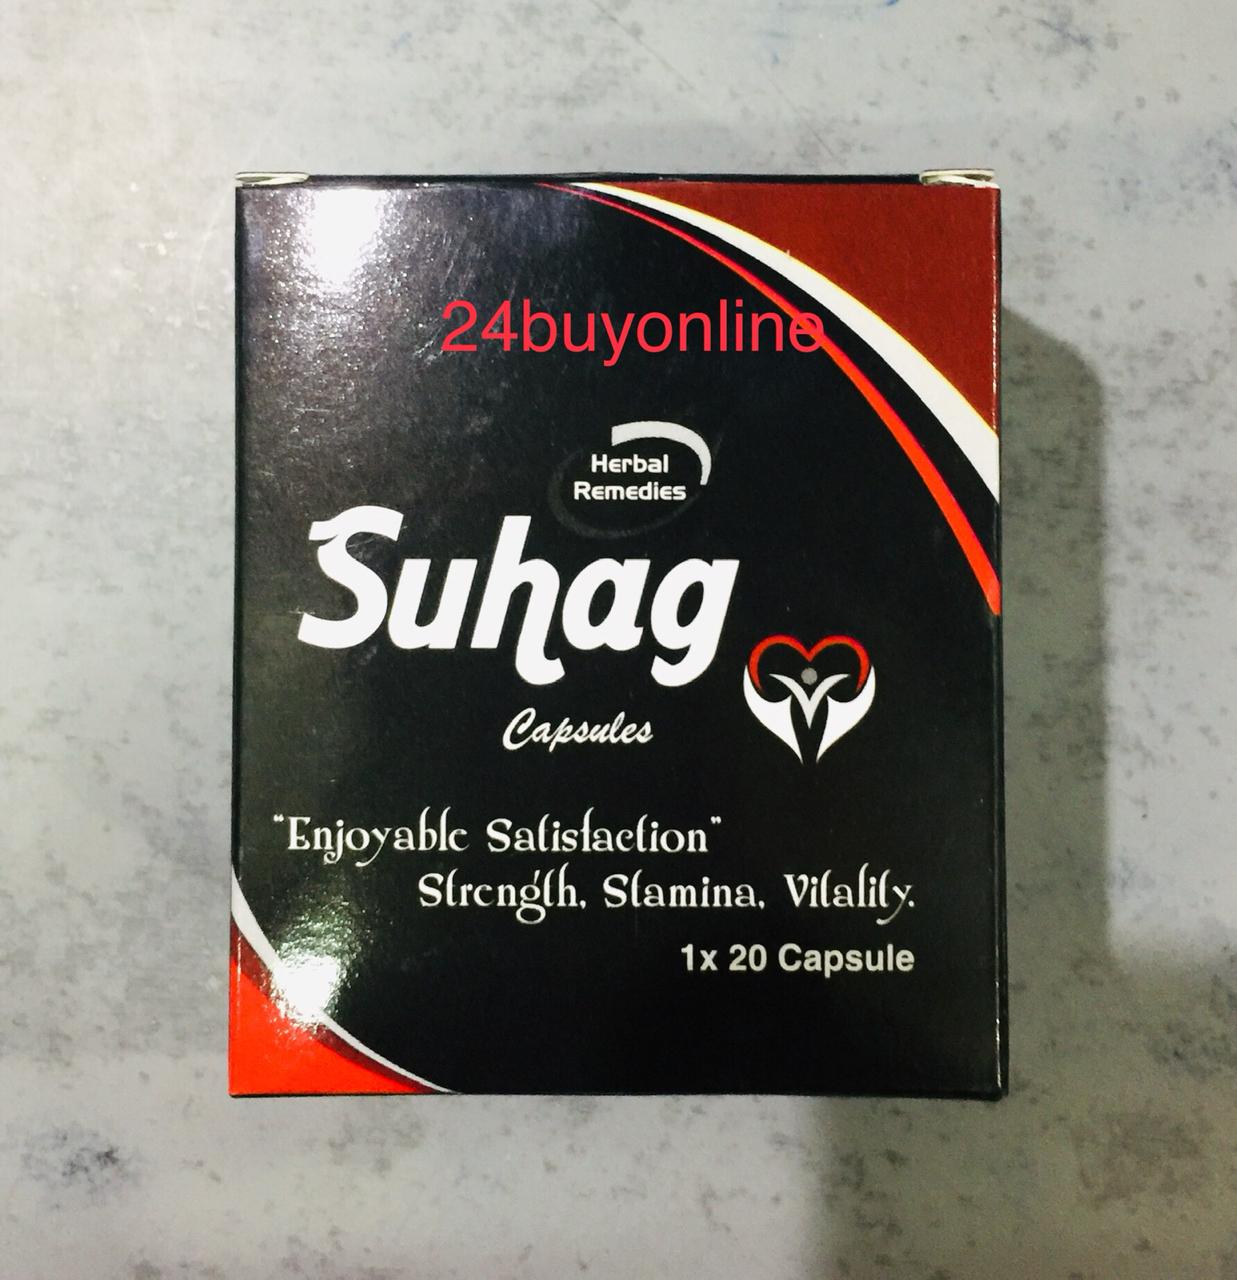 24buyonline
Herbal
Remedies
Suhag
Capsules
"Enjoyable Satisfaction"
Strength, Stamina, Vitality.
1x 20 Capsule